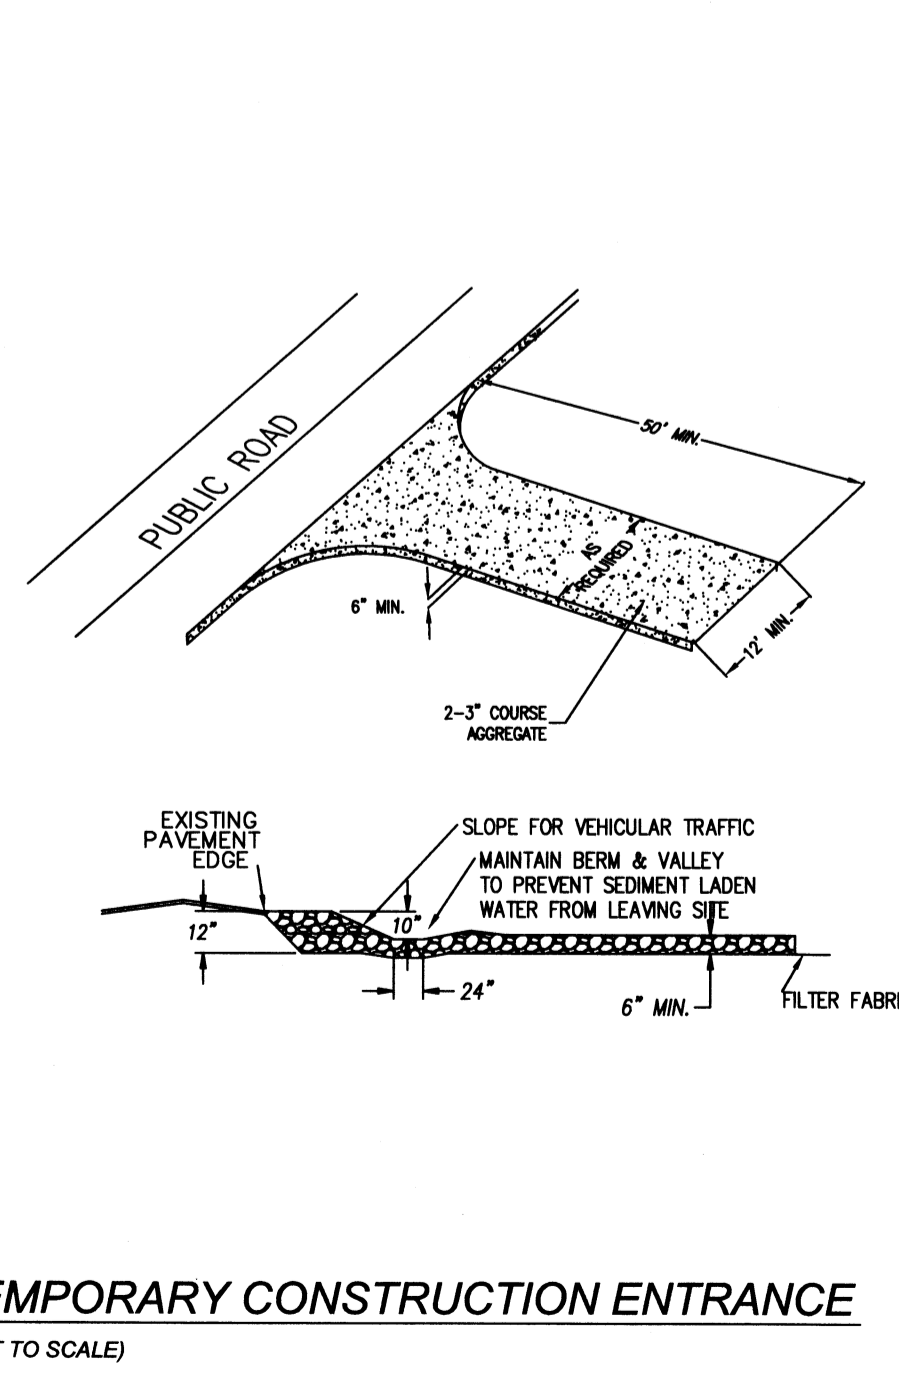 PUBLIC ROAD
50' MIN.
AS
REQUIRED
6" MIN.
12' MIN.
2-3" COURSE
AGGREGATE
EXISTING
PAVEMENT
EDGE
SLOPE FOR VEHICULAR TRAFFIC
MAINTAIN BERM & VALLEY
TO PREVENT SEDIMENT LADEN
WATER FROM LEAVING SITE
12"
10"
24"
6" MIN.
FILTER FABRI
EMPORARY CONSTRUCTION ENTRANCE
T TO SCALE)